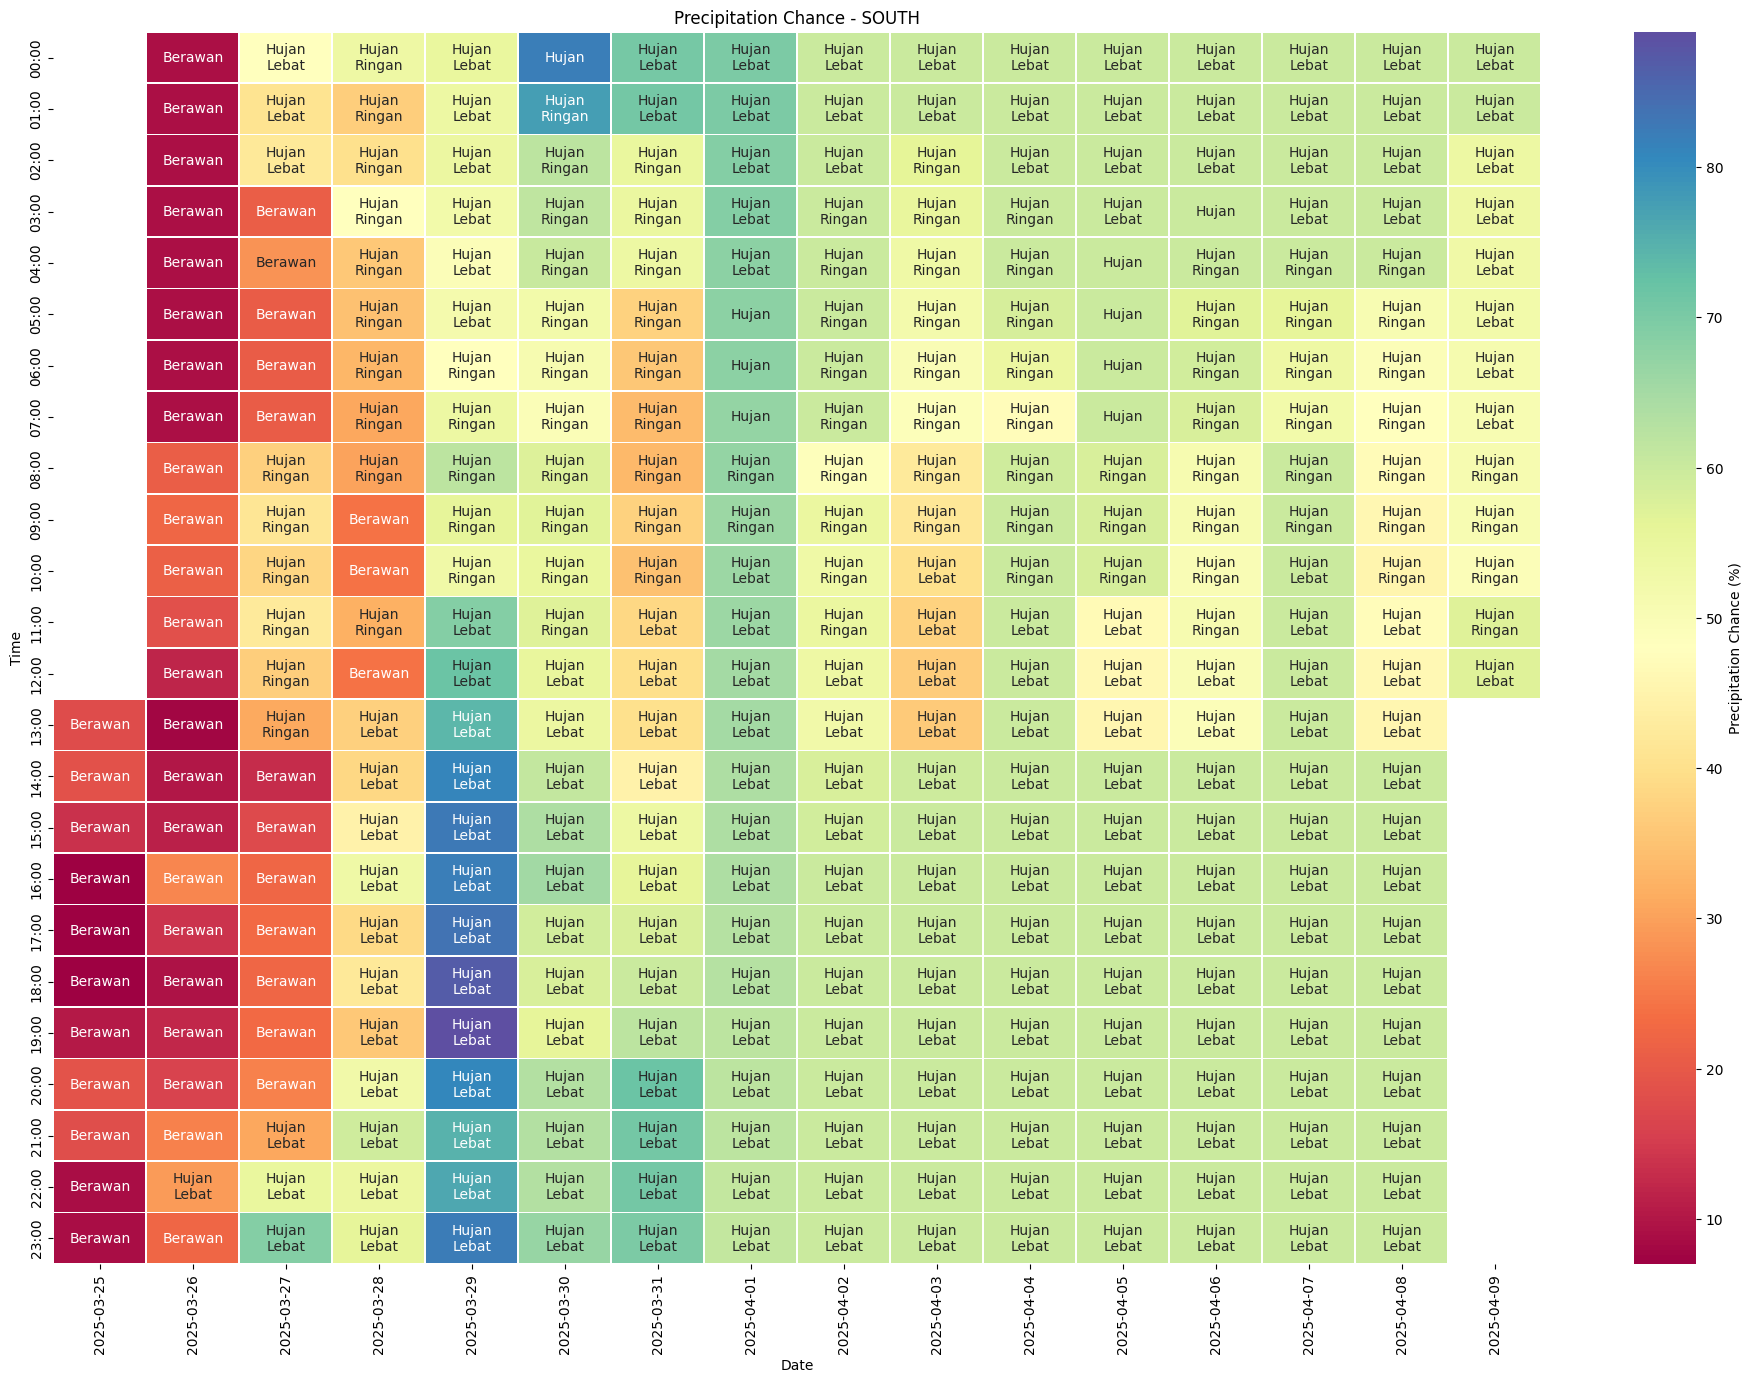 Precipitation Chance - SOUTH
00:00 Berawan Hujan Lebat Hujan Ringan Hujan Lebat Hujan Hujan Lebat Hujan Lebat Hujan Lebat Hujan Lebat Hujan Lebat Hujan Lebat Hujan Lebat Hujan Lebat Hujan Lebat Hujan Lebat
01:00 Berawan Hujan Lebat Hujan Ringan Hujan Lebat Hujan Ringan Hujan Lebat Hujan Lebat Hujan Lebat Hujan Lebat Hujan Lebat Hujan Lebat Hujan Lebat Hujan Lebat Hujan Lebat Hujan Lebat
02:00 Berawan Hujan Lebat Hujan Ringan Hujan Lebat Hujan Ringan Hujan Ringan Hujan Lebat Hujan Lebat Hujan Ringan Hujan Lebat Hujan Lebat Hujan Lebat Hujan Lebat Hujan Lebat Hujan Lebat
03:00 Berawan Berawan Hujan Ringan Hujan Lebat Hujan Ringan Hujan Ringan Hujan Lebat Hujan Ringan Hujan Ringan Hujan Ringan Hujan Lebat Hujan Hujan Lebat Hujan Lebat Hujan Lebat
04:00 Berawan Berawan Hujan Ringan Hujan Lebat Hujan Ringan Hujan Ringan Hujan Lebat Hujan Ringan Hujan Ringan Hujan Ringan Hujan Hujan Ringan Hujan Ringan Hujan Ringan Hujan Lebat
05:00 Berawan Berawan Hujan Ringan Hujan Lebat Hujan Ringan Hujan Ringan Hujan Hujan Ringan Hujan Ringan Hujan Ringan Hujan Hujan Ringan Hujan Ringan Hujan Ringan Hujan Lebat
06:00 Berawan Berawan Hujan Ringan Hujan Ringan Hujan Ringan Hujan Ringan Hujan Hujan Ringan Hujan Ringan Hujan Ringan Hujan Hujan Ringan Hujan Ringan Hujan Ringan Hujan Lebat
07:00 Berawan Berawan Hujan Ringan Hujan Ringan Hujan Ringan Hujan Ringan Hujan Hujan Ringan Hujan Ringan Hujan Ringan Hujan Hujan Ringan Hujan Ringan Hujan Ringan Hujan Lebat
08:00 Berawan Hujan Ringan Hujan Ringan Hujan Ringan Hujan Ringan Hujan Ringan Hujan Ringan Hujan Ringan Hujan Ringan Hujan Ringan Hujan Ringan Hujan Ringan Hujan Ringan Hujan Ringan Hujan Ringan
09:00 Berawan Hujan Ringan Berawan Hujan Ringan Hujan Ringan Hujan Ringan Hujan Ringan Hujan Ringan Hujan Ringan Hujan Ringan Hujan Ringan Hujan Ringan Hujan Ringan Hujan Ringan Hujan Ringan
10:00 Berawan Hujan Ringan Berawan Hujan Ringan Hujan Ringan Hujan Ringan Hujan Lebat Hujan Ringan Hujan Lebat Hujan Ringan Hujan Ringan Hujan Ringan Hujan Lebat Hujan Ringan Hujan Ringan
11:00 Berawan Hujan Ringan Hujan Ringan Hujan Lebat Hujan Ringan Hujan Lebat Hujan Lebat Hujan Ringan Hujan Lebat Hujan Lebat Hujan Lebat Hujan Ringan Hujan Lebat Hujan Lebat Hujan Ringan
12:00 Berawan Hujan Ringan Berawan Hujan Lebat Hujan Lebat Hujan Lebat Hujan Lebat Hujan Lebat Hujan Lebat Hujan Lebat Hujan Lebat Hujan Lebat Hujan Lebat Hujan Lebat Hujan Lebat
13:00 Berawan Berawan Hujan Ringan Hujan Lebat Hujan Lebat Hujan Lebat Hujan Lebat Hujan Lebat Hujan Lebat Hujan Lebat Hujan Lebat Hujan Lebat Hujan Lebat Hujan Lebat Hujan Lebat
14:00 Berawan Berawan Berawan Hujan Lebat Hujan Lebat Hujan Lebat Hujan Lebat Hujan Lebat Hujan Lebat Hujan Lebat Hujan Lebat Hujan Lebat Hujan Lebat Hujan Lebat Hujan Lebat
15:00 Berawan Berawan Berawan Hujan Lebat Hujan Lebat Hujan Lebat Hujan Lebat Hujan Lebat Hujan Lebat Hujan Lebat Hujan Lebat Hujan Lebat Hujan Lebat Hujan Lebat Hujan Lebat
16:00 Berawan Berawan Berawan Hujan Lebat Hujan Lebat Hujan Lebat Hujan Lebat Hujan Lebat Hujan Lebat Hujan Lebat Hujan Lebat Hujan Lebat Hujan Lebat Hujan Lebat Hujan Lebat
17:00 Berawan Berawan Berawan Hujan Lebat Hujan Lebat Hujan Lebat Hujan Lebat Hujan Lebat Hujan Lebat Hujan Lebat Hujan Lebat Hujan Lebat Hujan Lebat Hujan Lebat Hujan Lebat
18:00 Berawan Berawan Berawan Hujan Lebat Hujan Lebat Hujan Lebat Hujan Lebat Hujan Lebat Hujan Lebat Hujan Lebat Hujan Lebat Hujan Lebat Hujan Lebat Hujan Lebat Hujan Lebat
19:00 Berawan Berawan Berawan Hujan Lebat Hujan Lebat Hujan Lebat Hujan Lebat Hujan Lebat Hujan Lebat Hujan Lebat Hujan Lebat Hujan Lebat Hujan Lebat Hujan Lebat Hujan Lebat
20:00 Berawan Berawan Berawan Hujan Lebat Hujan Lebat Hujan Lebat Hujan Lebat Hujan Lebat Hujan Lebat Hujan Lebat Hujan Lebat Hujan Lebat Hujan Lebat Hujan Lebat Hujan Lebat
21:00 Berawan Berawan Hujan Lebat Hujan Lebat Hujan Lebat Hujan Lebat Hujan Lebat Hujan Lebat Hujan Lebat Hujan Lebat Hujan Lebat Hujan Lebat Hujan Lebat Hujan Lebat Hujan Lebat
22:00 Berawan Hujan Lebat Hujan Lebat Hujan Lebat Hujan Lebat Hujan Lebat Hujan Lebat Hujan Lebat Hujan Lebat Hujan Lebat Hujan Lebat Hujan Lebat Hujan Lebat Hujan Lebat Hujan Lebat
23:00 Berawan Berawan Hujan Lebat Hujan Lebat Hujan Lebat Hujan Lebat Hujan Lebat Hujan Lebat Hujan Lebat Hujan Lebat Hujan Lebat Hujan Lebat Hujan Lebat Hujan Lebat Hujan Lebat
Time
2025-03-25 2025-03-26 2025-03-27 2025-03-28 2025-03-29 2025-03-30 2025-03-31 2025-04-01 2025-04-02 2025-04-03 2025-04-04 2025-04-05 2025-04-06 2025-04-07 2025-04-08 2025-04-09
Date
80
70
60
50
40
30
20
10
Precipitation Chance (%)